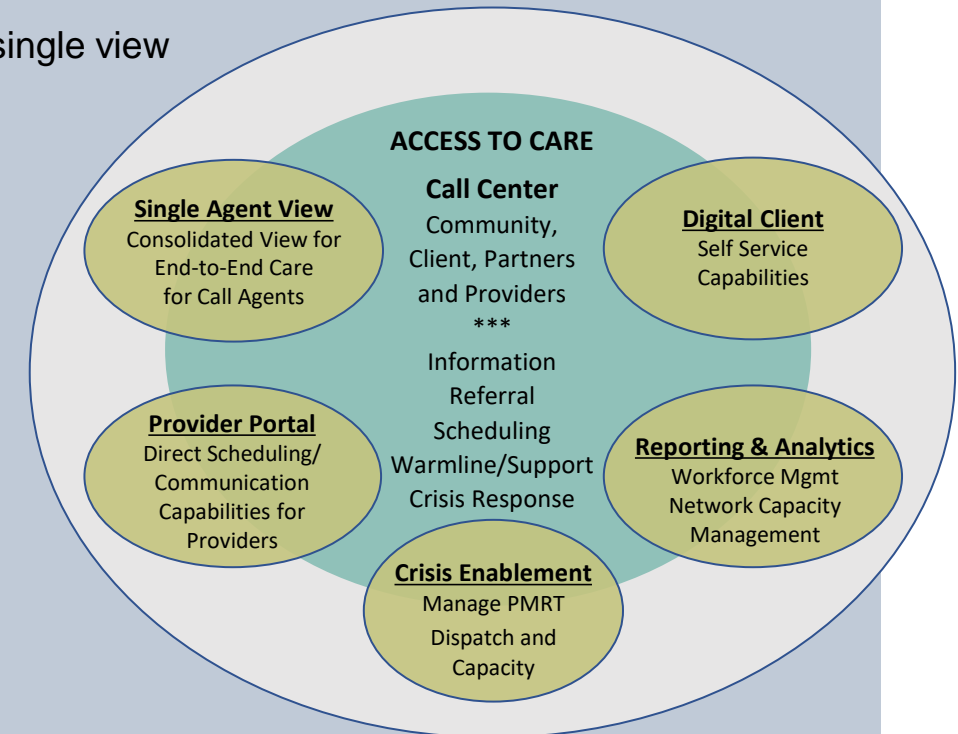 single view
ACCESS TO CARE
Call Center
Community,
Client, Partners
and Providers
***
Information
Referral
Scheduling
Warmline/Support
Crisis Response
Single Agent View
Consolidated View for
End-to-End Care
for Call Agents
Digital Client
Self Service
Capabilities
Provider Portal
Direct Scheduling/
Communication
Capabilities for
Providers
Reporting & Analytics
Workforce Mgmt
Network Capacity
Management
Crisis Enablement
Manage PMRT
Dispatch and
Capacity